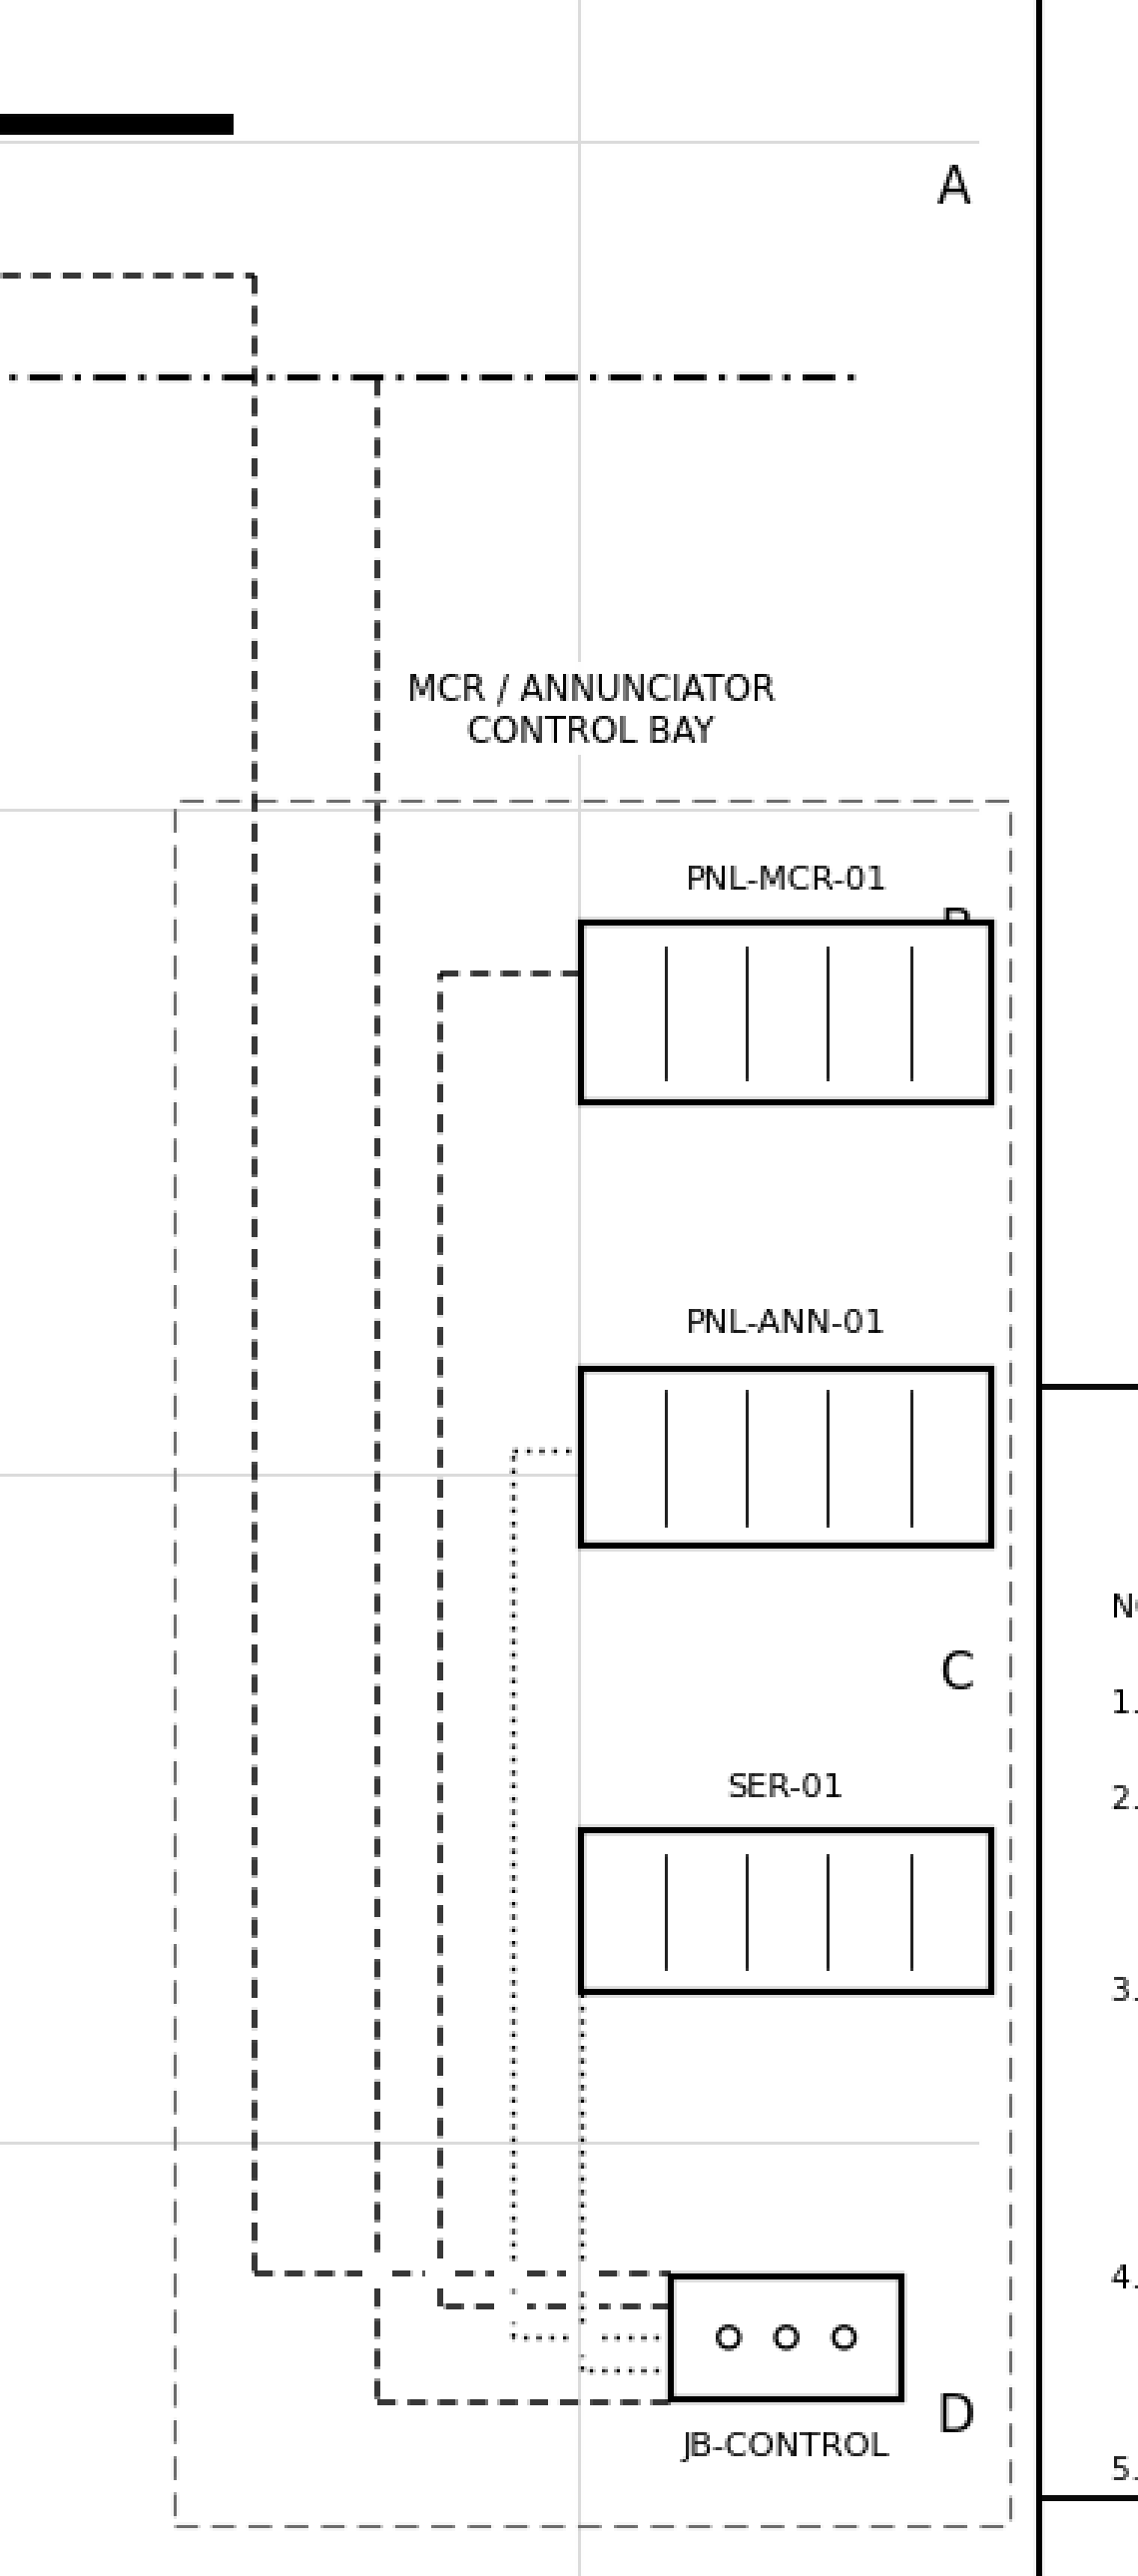 A
MCR / ANNUNCIATOR
CONTROL BAY
PNL-MCR-01
PNL-ANN-01
C
SER-01
D
JB-CONTROL
1.
2.
3.
4.
5.